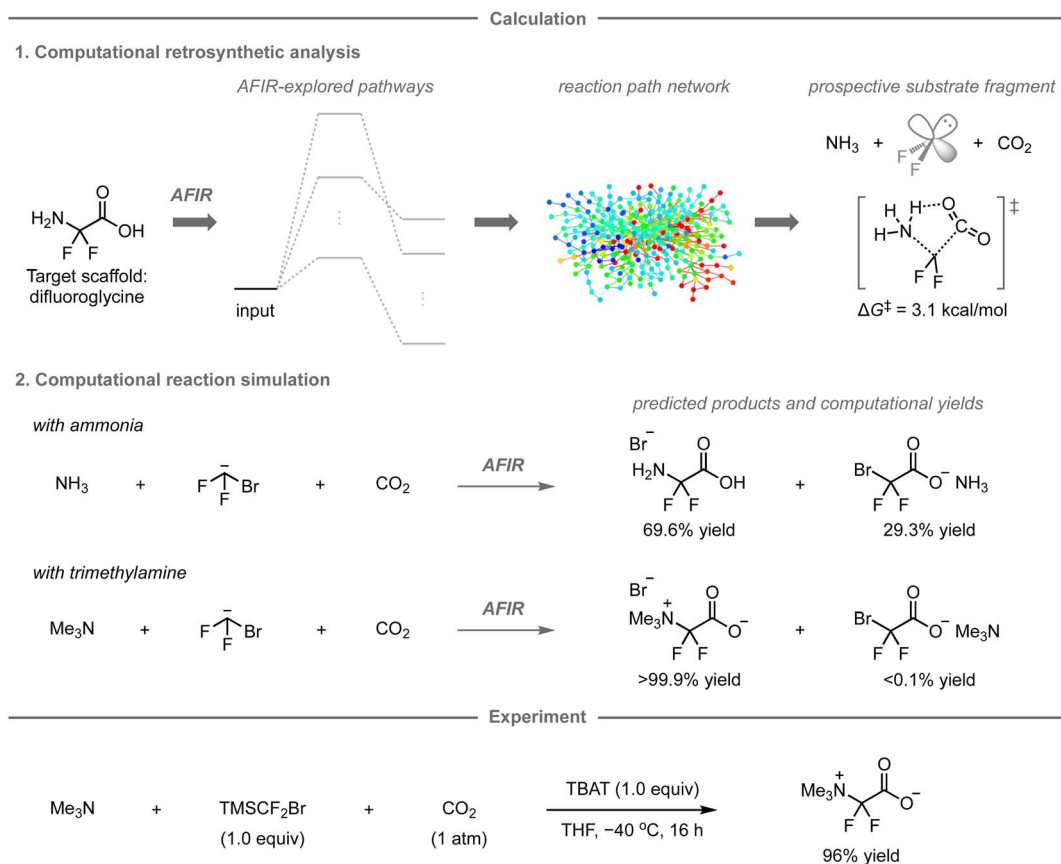 Calculation
1. Computational retrosynthetic analysis
AFIR-explored pathways
reaction path network
prospective substrate fragment
NH3 + F F + CO2
AFIR
H2N O OH F F
Target scaffold:
difluoroglycine
input
H H N H O C O F F ‡
ΔG‡ = 3.1 kcal/mol
2. Computational reaction simulation
predicted products and computational yields
with ammonia
NH3 + F F − Br + CO2 AFIR Br− H2N O OH F F + Br O O− F F NH3
69.6% yield 29.3% yield
with trimethylamine
Me3N + F F − Br + CO2 AFIR Br− Me3N+ O O− F F + Br O O− F F Me3N
>99.9% yield <0.1% yield
Experiment
Me3N + TMSCF2Br + CO2 TBAT (1.0 equiv) Me3N+ O O− F F
(1.0 equiv) (1 atm) THF, −40 ºC, 16 h
96% yield